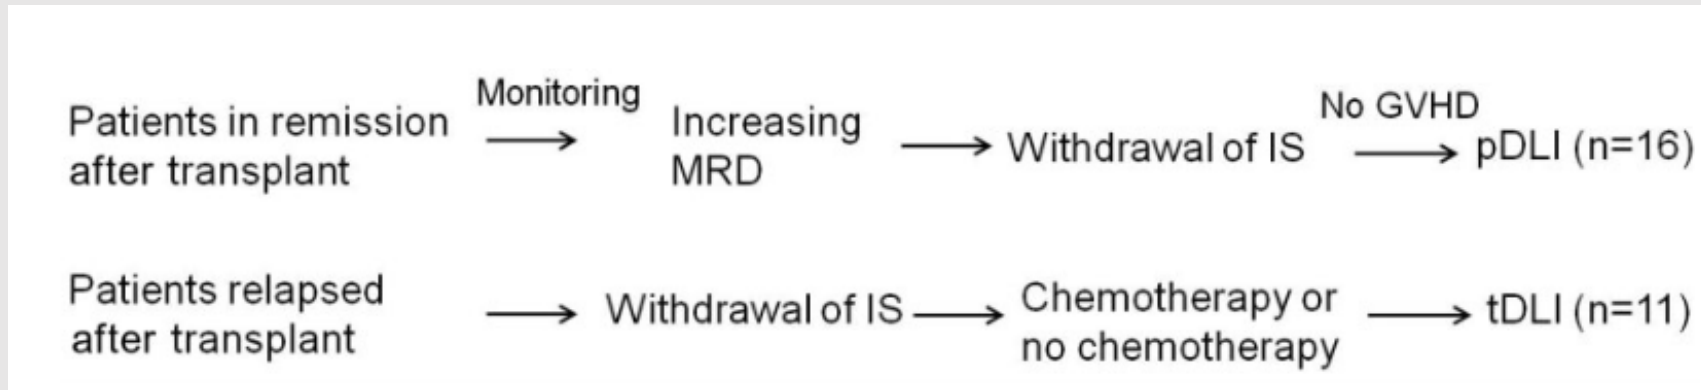 Patients in remission
after transplant
Monitoring
Increasing
MRD
Withdrawal of IS
No GVHD
pDLI (n=16)
Patients relapsed
after transplant
Withdrawal of IS
Chemotherapy or
no chemotherapy
tDLI (n=11)